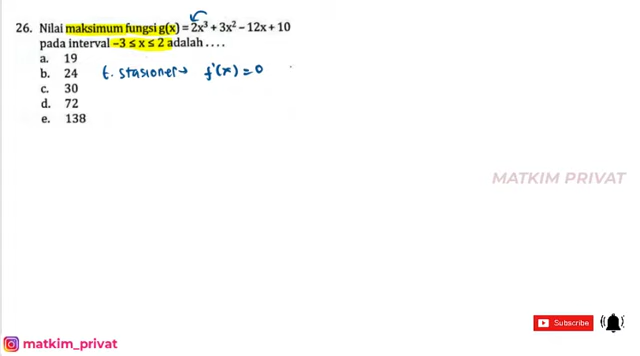 26. Nilai maksimum fungsi g(x) = 2x³ + 3x² – 12x + 10
pada interval –3 ≤ x ≤ 2 adalah . . . .
a. 19
b. 24
c. 30
d. 72
e. 138
t. stasioner → f'(x) = 0
MATKIM PRIVAT
Subscribe
matkim_privat